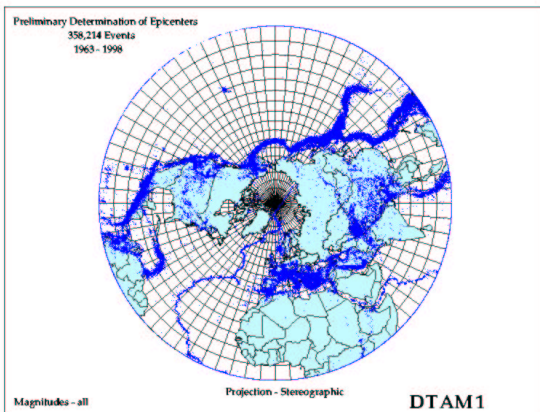 Preliminary Determination of Epicenters
358,214 Events
1963 - 1998
Projection - Stereographic
Magnitudes - all
DTAM1